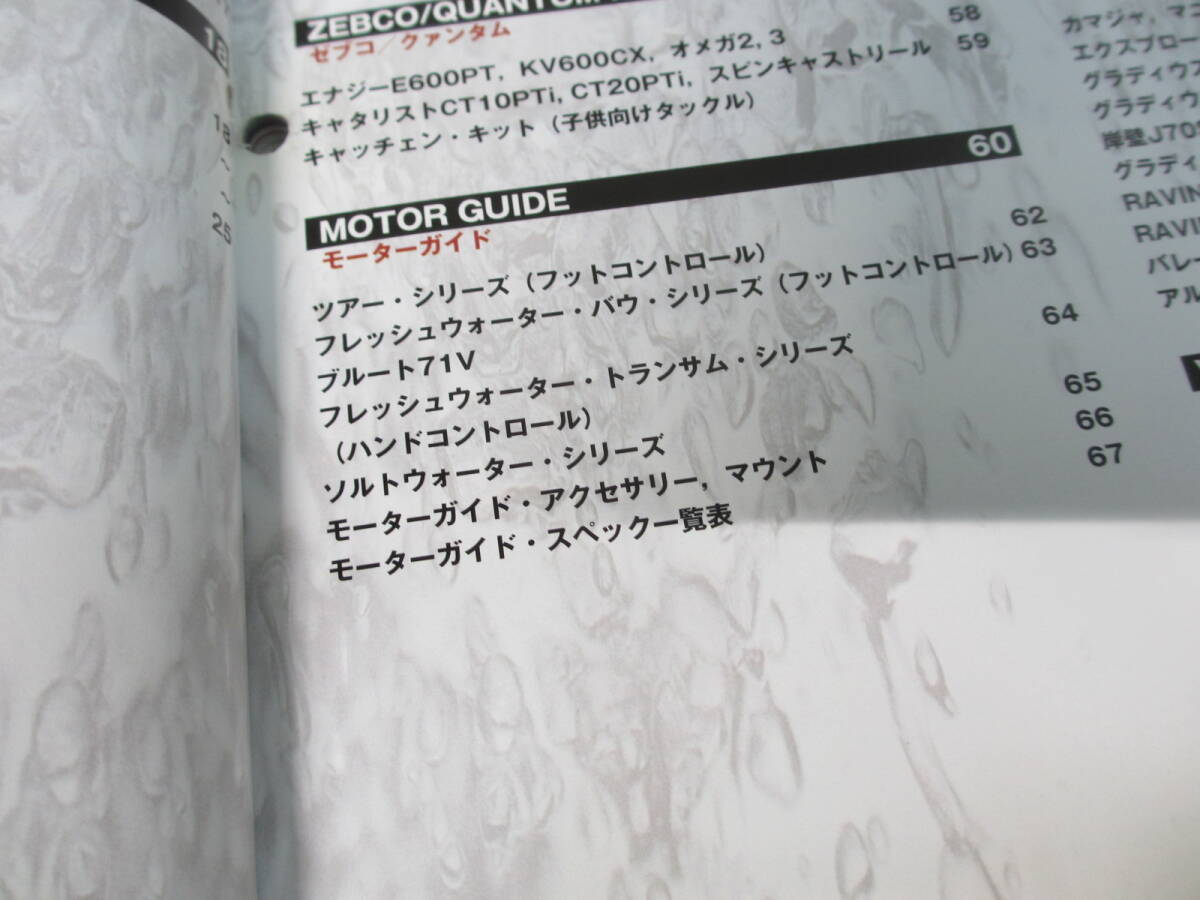 18
18
〜
〜
25
ZEBCO/QUANTUM
ゼブコ/クァンタム
エナジーE600PT, KV600CX, オメガ2, 3 58
キャタリストCT10PTi, CT20PTi, スピンキャストリール 59
キャッチェン・キット（子供向けタックル）
MOTOR GUIDE 60
モーターガイド
ツアー・シリーズ（フットコントロール） 62
フレッシュウォーター・バウ・シリーズ（フットコントロール） 63
ブルート71V
フレッシュウォーター・トランサム・シリーズ 64
（ハンドコントロール）
ソルトウォーター・シリーズ 65
モーターガイド・アクセサリー, マウント 66
モーターガイド・スペック一覧表 67
カマジャ, マ
エクスプロー
グラディウス
グラディウ
岸壁J70
グラディ
RAVIN
RAVI
バレー
アル